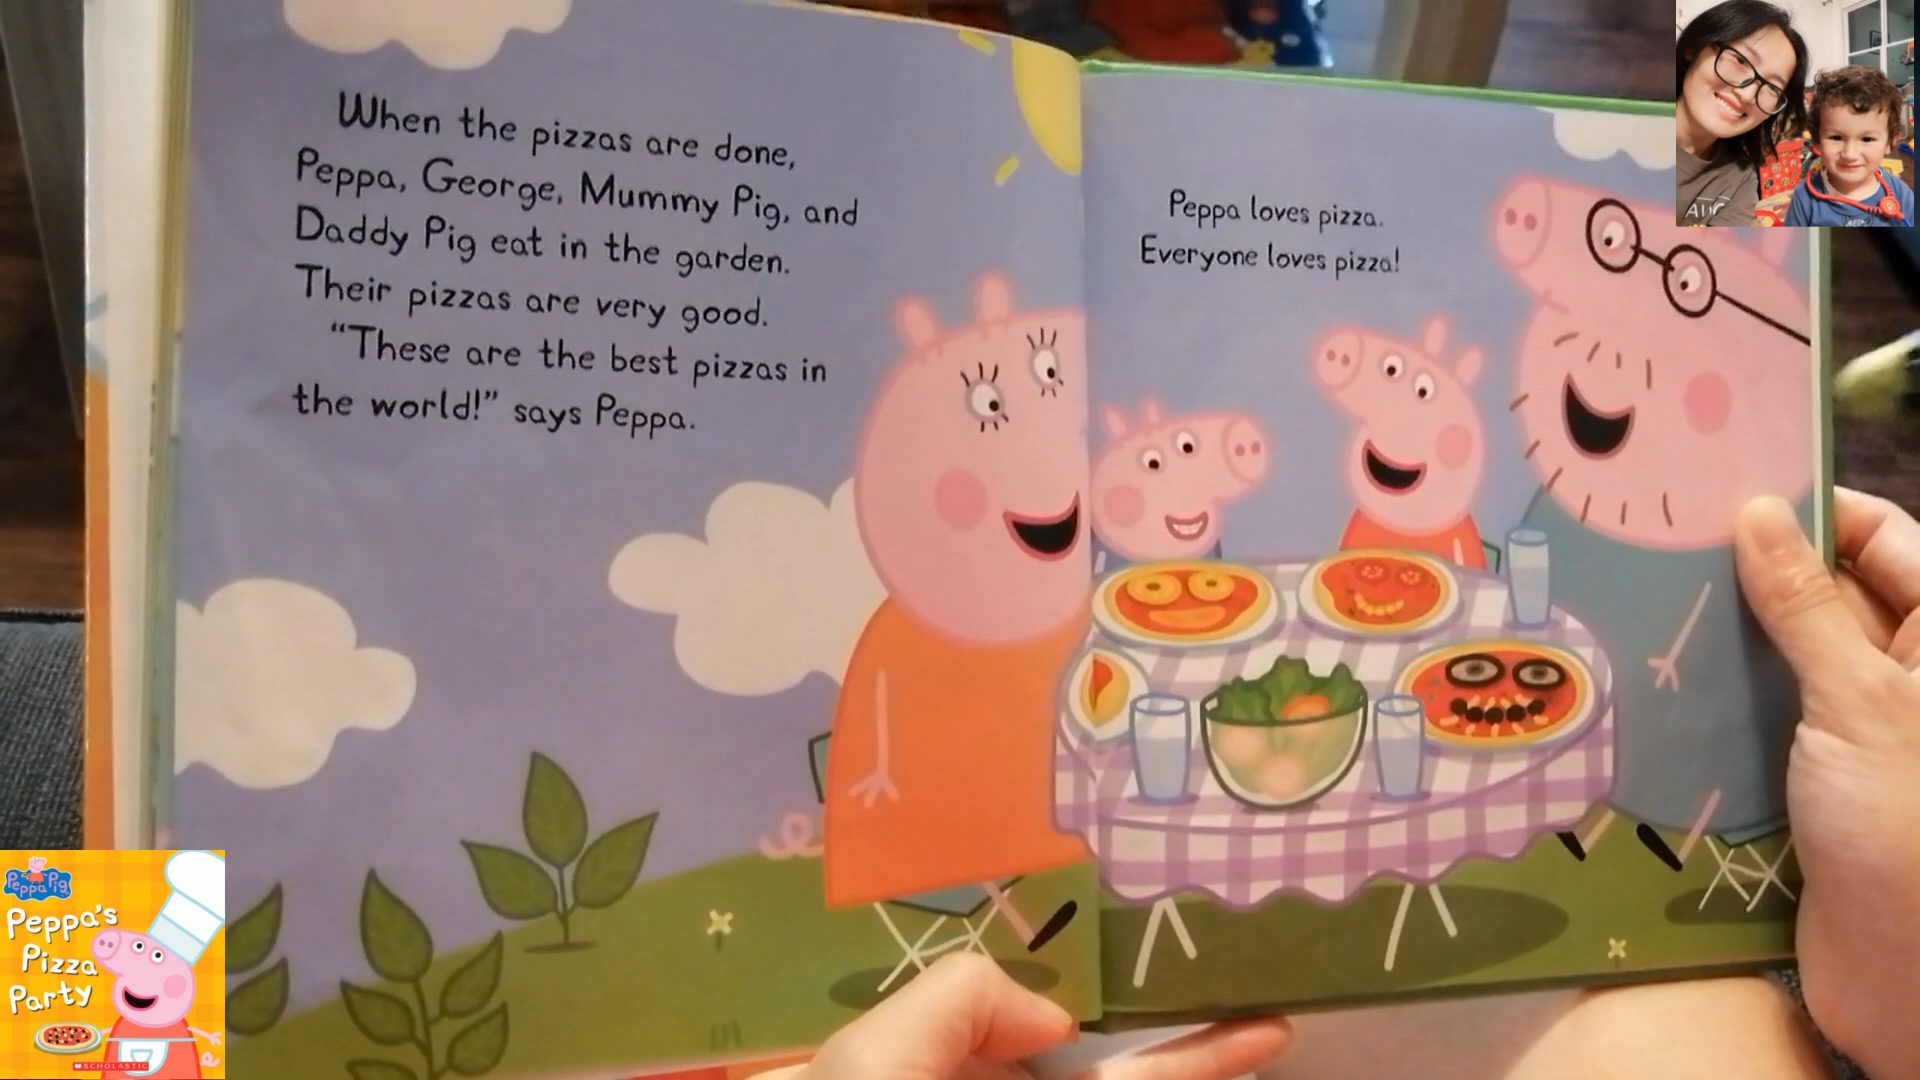 When the pizzas are done,
Peppa, George, Mummy Pig, and
Daddy Pig eat in the garden.
Their pizzas are very good.
"These are the best pizzas in
the world!" says Peppa.
Peppa loves pizza.
Everyone loves pizza!
Peppa Pig
Peppa's
Pizza
Party
SCHOLASTIC